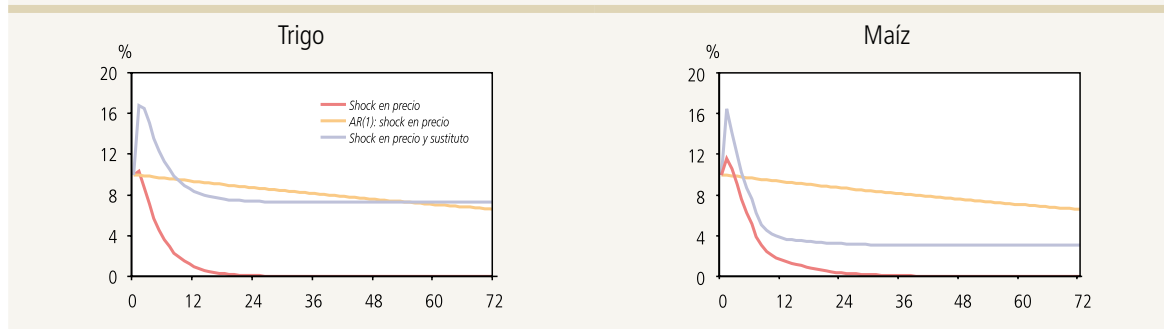 Trigo
%
20
16
12
8
4
0
0 12 24 36 48 60 72
Shock en precio
AR(1): shock en precio
Shock en precio y sustituto
Maíz
%
20
16
12
8
4
0
0 12 24 36 48 60 72